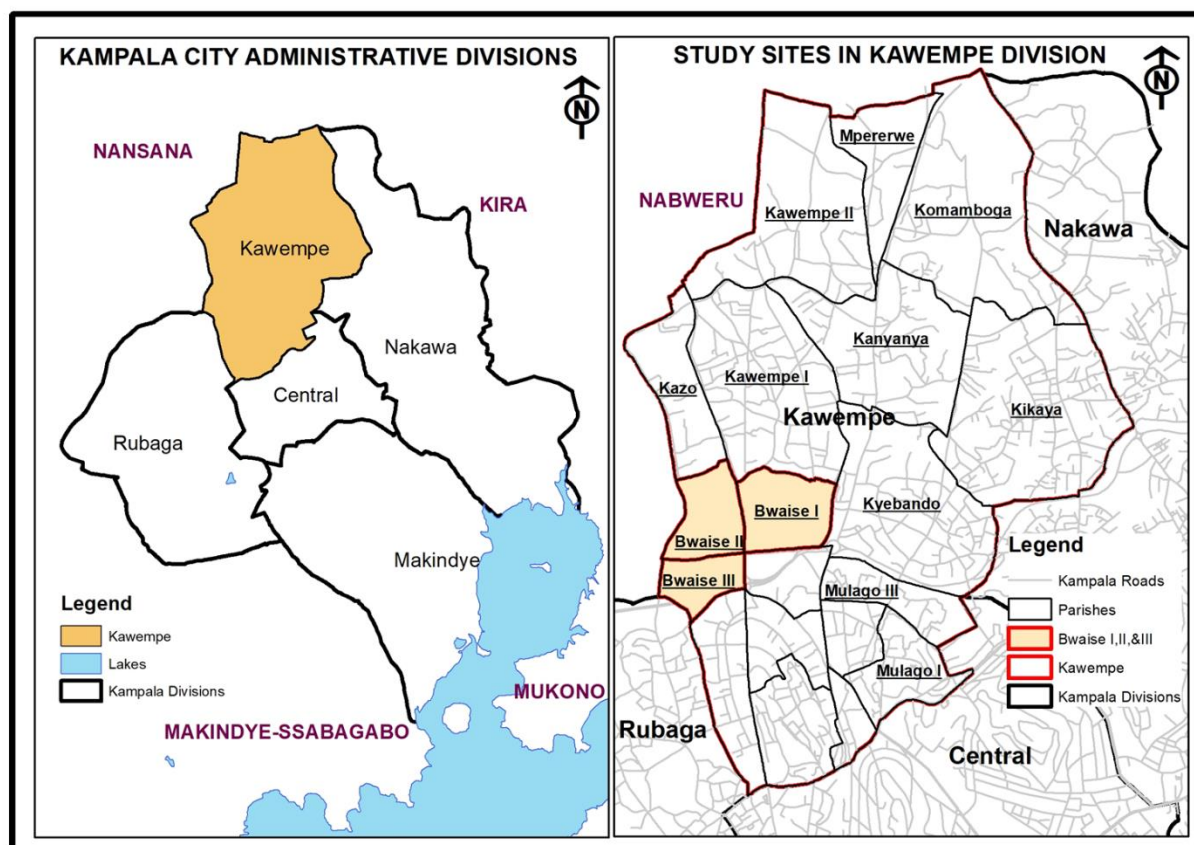 KAMPALA CITY ADMINISTRATIVE DIVISIONS
N
NANSANA
KIRA
Kawempe
Nakawa
Central
Rubaga
Makindye
Legend
Kawempe
Lakes
Kampala Divisions
MUKONO
MAKINDYE-SSABAGABO
STUDY SITES IN KAWEMPE DIVISION
N
Mpererwe
NABWERU
Kawempe II
Komamboga
Nakawa
Kanyanya
Kazo
Kawempe I
Kikaya
Kawempe
Bwaise I
Kyebando
Bwaise II
Bwaise III
Mulago III
Mulago I
Rubaga
Central
Legend
Kampala Roads
Parishes
Bwaise I,II,&III
Kawempe
Kampala Divisions